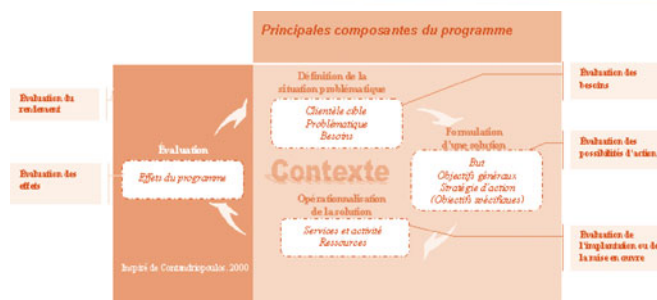 Principales composantes du programme
Définition de la
situation problématique
Clientèle cible
Problématique
Besoins
Évaluation des
besoins
Évaluation du
rendement
Évaluation
Effets du programme
Évaluation des
effets
Contexte
Formulation
d'une solution
But
Objectifs généraux
Stratégie d'action
(Objectifs spécifiques)
Évaluation des
possibilités d'action
Opérationnalisation
de la solution
Services et activité
Ressources
Évaluation de
l'implantation ou de
la mise en œuvre
Inspiré de Contandriopoulos, 2000